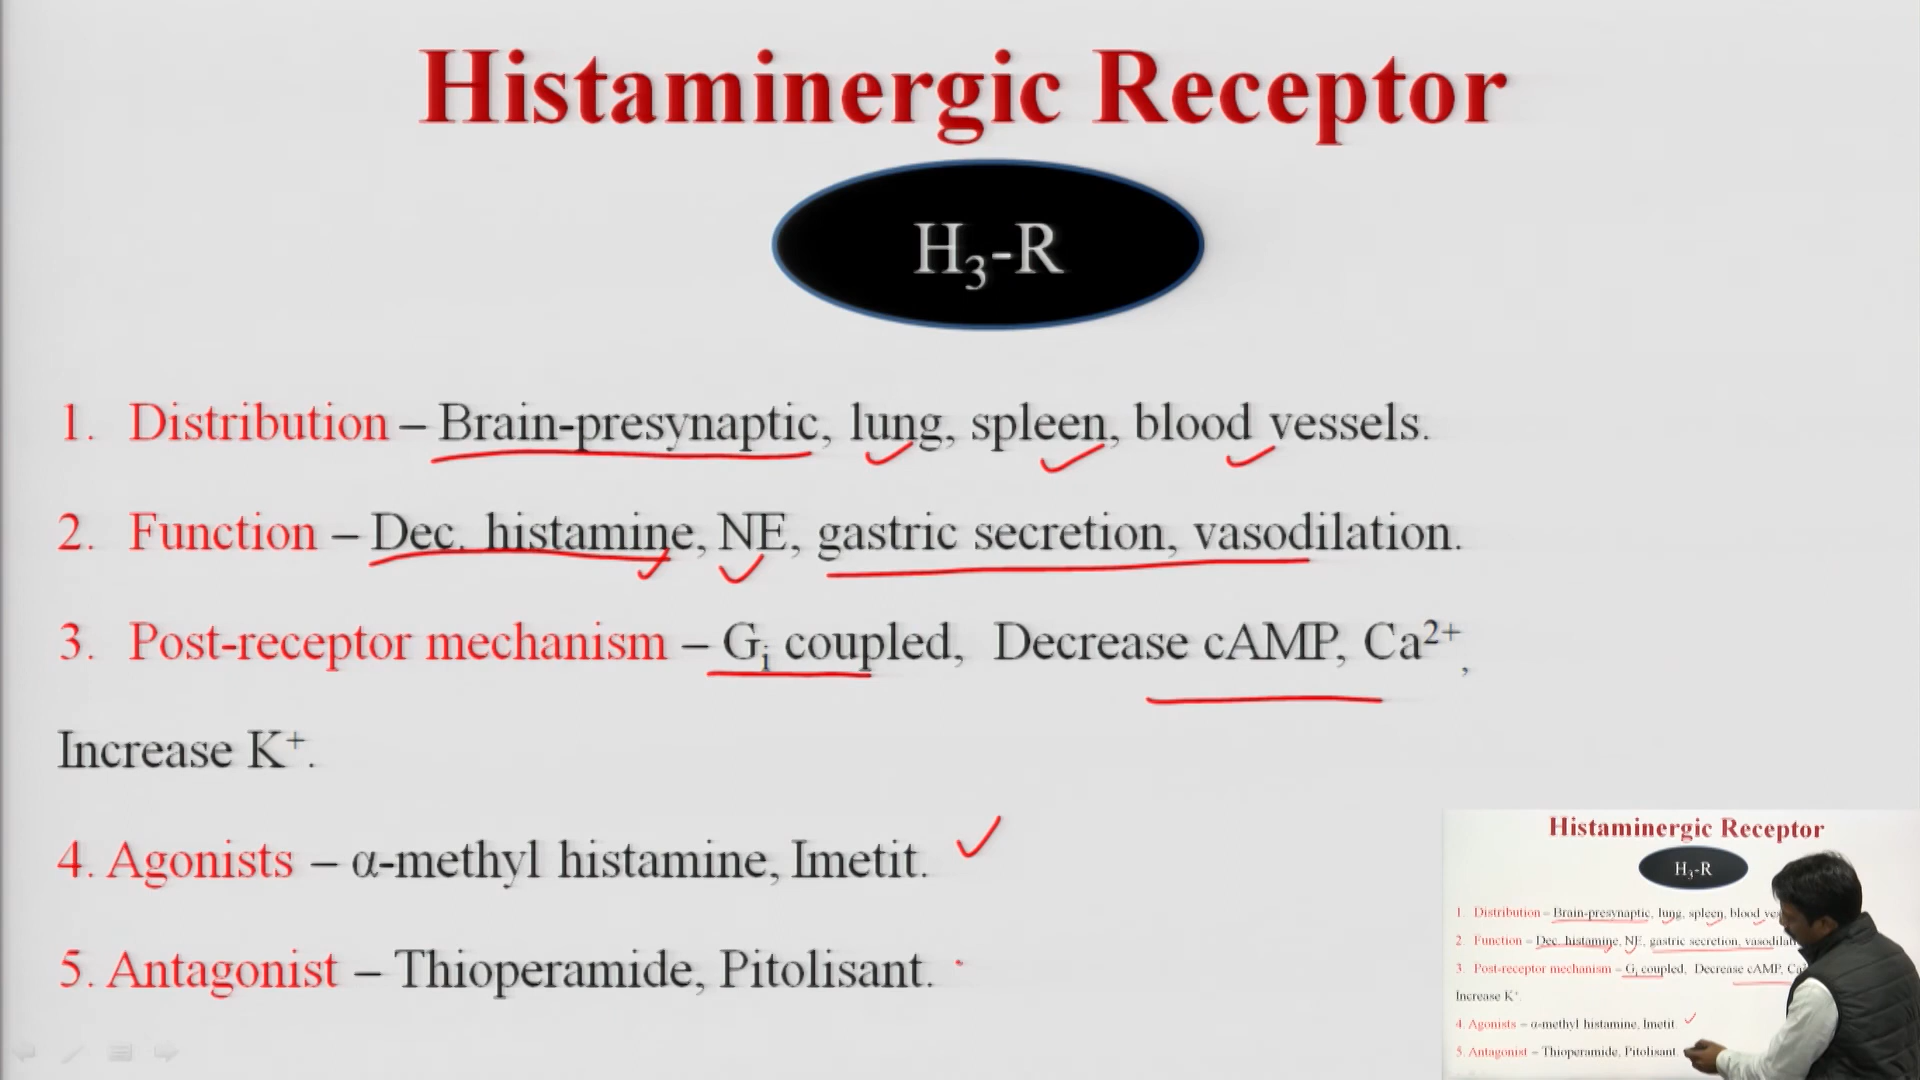 Histaminergic Receptor
H₃-R
1. Distribution – Brain-presynaptic, lung, spleen, blood vessels.
2. Function – Dec. histamine, NE, gastric secretion, vasodilation.
3. Post-receptor mechanism – Gᵢ coupled, Decrease cAMP, Ca²⁺,
Increase K⁺.
4. Agonists – α-methyl histamine, Imetit.
5. Antagonist – Thioperamide, Pitolisant.
Histaminergic Receptor
H₃-R
1. Distribution – Brain-presynaptic, lung, spleen, blood
2. Function – Dec. histamine, NE, gastric secretion,
3. Post-receptor mechanism – Gᵢ coupled, Decrease cAMP,
Increase K⁺.
4. Agonists – α-methyl histamine, Imetit.
5. Antagonist – Thioperamide, Pitolisant.